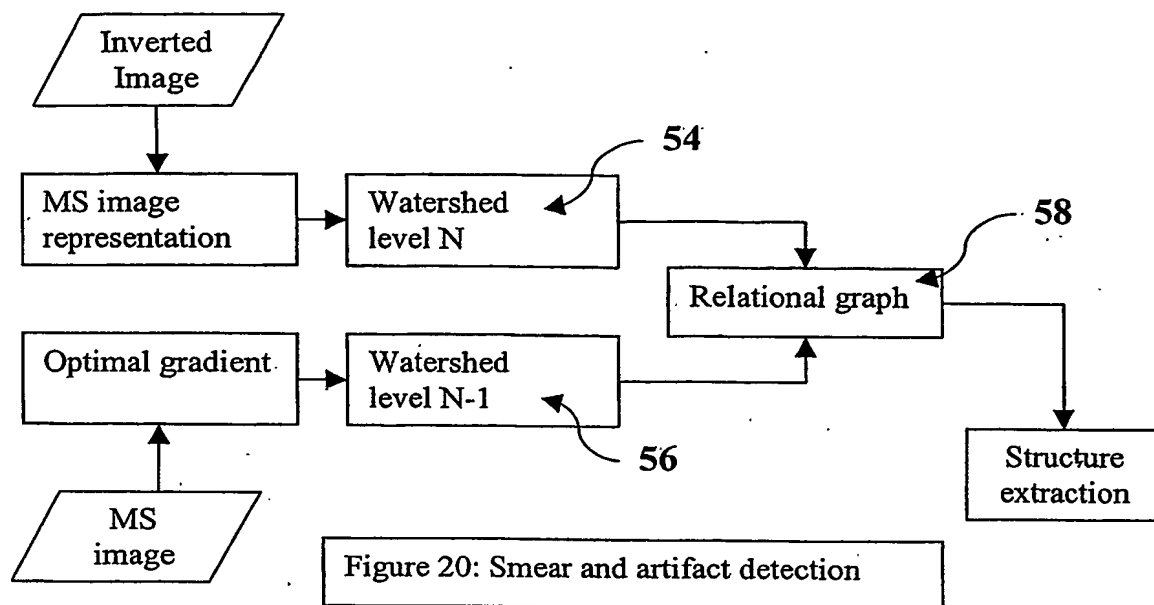 Inverted
Image
54
MS image
representation
Watershed
level N
58
Relational graph
Optimal gradient
Watershed
level N-1
56
Structure
extraction
MS
image
Figure 20: Smear and artifact detection